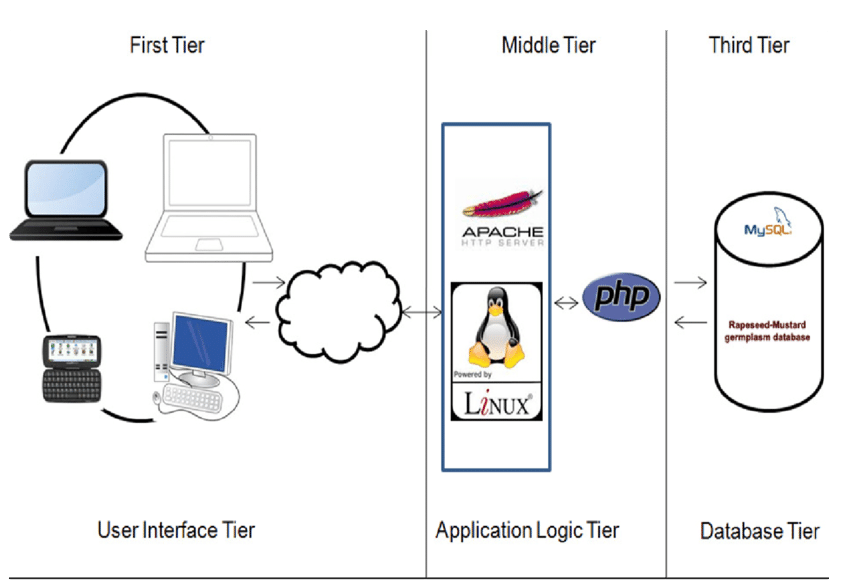 First Tier
Middle Tier
Third Tier
APACHE
HTTP SERVER
php
MySQL
Rapeseed-Mustard
germplasm database
Powered by
Linux®
User Interface Tier
Application Logic Tier
Database Tier